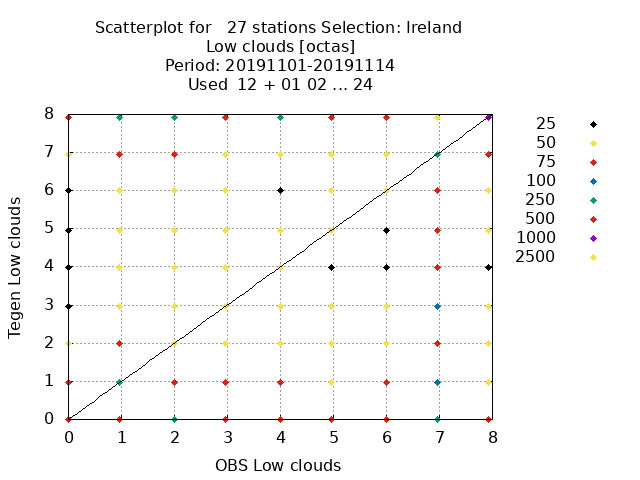 Scatterplot for   27 stations Selection: Ireland
Low clouds [octas]
Period: 20191101-20191114
Used  12 + 01 02 ... 24
8
7
6
5
4
3
2
1
0
0 1 2 3 4 5 6 7 8
Tegen Low clouds
OBS Low clouds
25
50
75
100
250
500
1000
2500